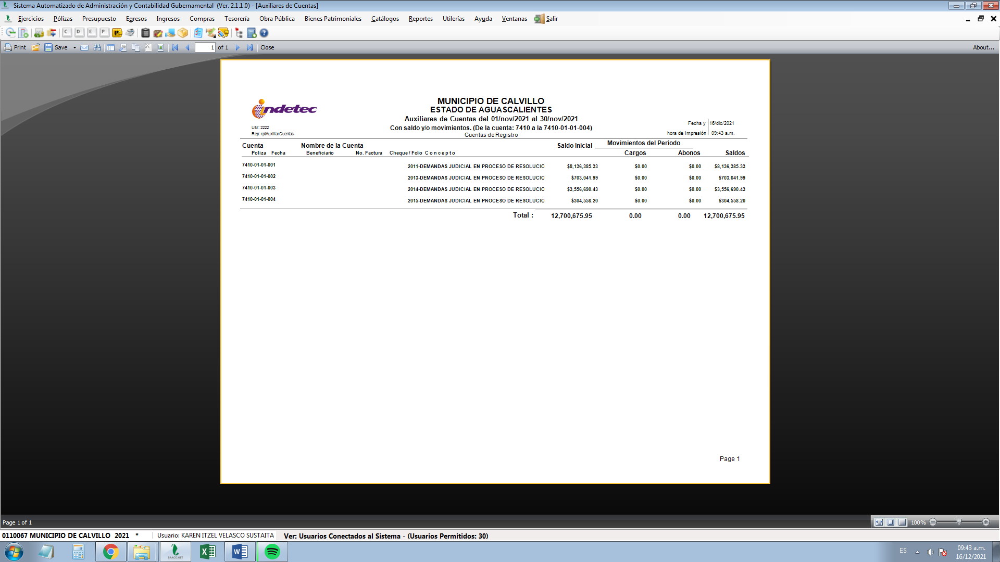 Sistema Automatizado de Administración y Contabilidad Gubernamental (Ver. 2.1.1.0) - [Auxiliares de Cuentas]
Ejercicios Pólizas Presupuesto Egresos Ingresos Compras Tesorería Obra Pública Bienes Patrimoniales Catálogos Reportes Utilerías Ayuda Ventanas Salir
C D E P P
Print Save 1 of 1 Close About...
indetec
MUNICIPIO DE CALVILLO
ESTADO DE AGUASCALIENTES
Auxiliares de Cuentas del 01/nov/2021 al 30/nov/2021
Con saldo y/o movimientos. (De la cuenta: 7410 a la 7410-01-01-004)
Cuentas de Registro
Usr: 2222
Rep: rptAuxiliarCuentas
Fecha y 16/dic/2021
hora de Impresión 09:43 a.m.
Cuenta Nombre de la Cuenta Saldo Inicial Movimientos del Periodo
Poliza Fecha Beneficiario No. Factura Cheque / Folio C o n c e p t o Cargos Abonos Saldos
7410-01-01-001 2011-DEMANDAS JUDICIAL EN PROCESO DE RESOLUCIO $8,136,385.33 $0.00 $0.00 $8,136,385.33
7410-01-01-002 2013-DEMANDAS JUDICIAL EN PROCESO DE RESOLUCIO $703,041.99 $0.00 $0.00 $703,041.99
7410-01-01-003 2014-DEMANDAS JUDICIAL EN PROCESO DE RESOLUCIO $3,556,690.43 $0.00 $0.00 $3,556,690.43
7410-01-01-004 2015-DEMANDAS JUDICIAL EN PROCESO DE RESOLUCIO $304,558.20 $0.00 $0.00 $304,558.20
Total : 12,700,675.95 0.00 0.00 12,700,675.95
Page 1
Page 1 of 1 100%
0110067 MUNICIPIO DE CALVILLO 2021 * Usuario: KAREN ITZEL VELASCO SUSTAITA Ver: Usuarios Conectados al Sistema - (Usuarios Permitidos: 30)
SAACG.NET
ES 09:43 a.m.
16/12/2021